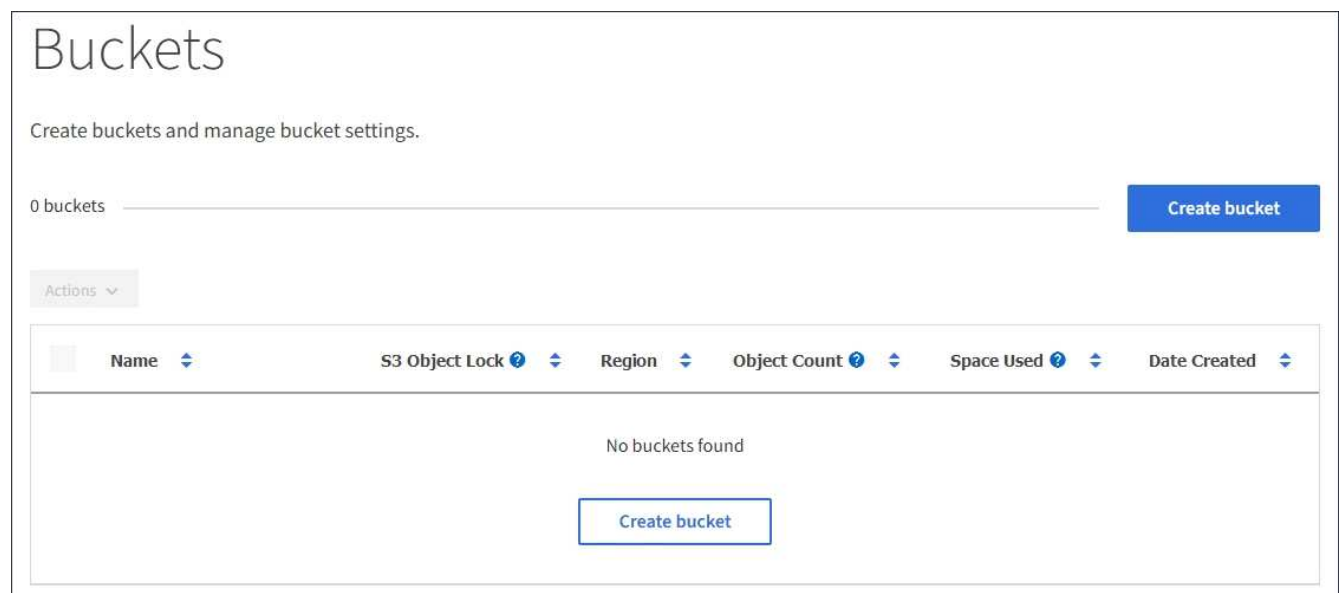 Buckets
Create buckets and manage bucket settings.
0 buckets
Create bucket
Actions
Name S3 Object Lock ? Region Object Count ? Space Used ? Date Created
No buckets found
Create bucket